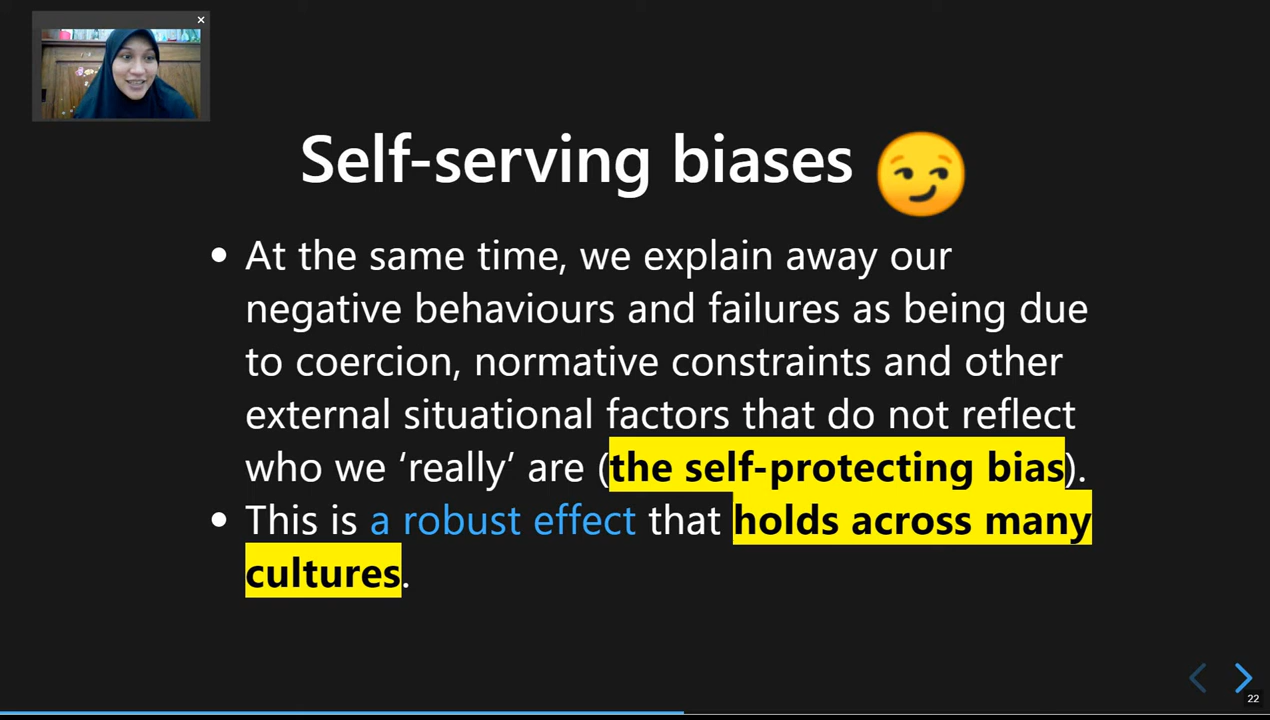 Self-serving biases
At the same time, we explain away our
negative behaviours and failures as being due
to coercion, normative constraints and other
external situational factors that do not reflect
who we ‘really’ are (the self-protecting bias).
This is a robust effect that holds across many
cultures.
22